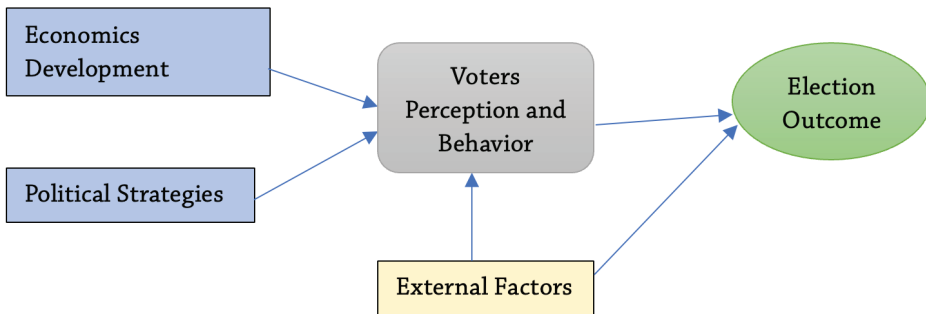 Economics
Development
Voters
Perception and
Behavior
Election
Outcome
Political Strategies
External Factors